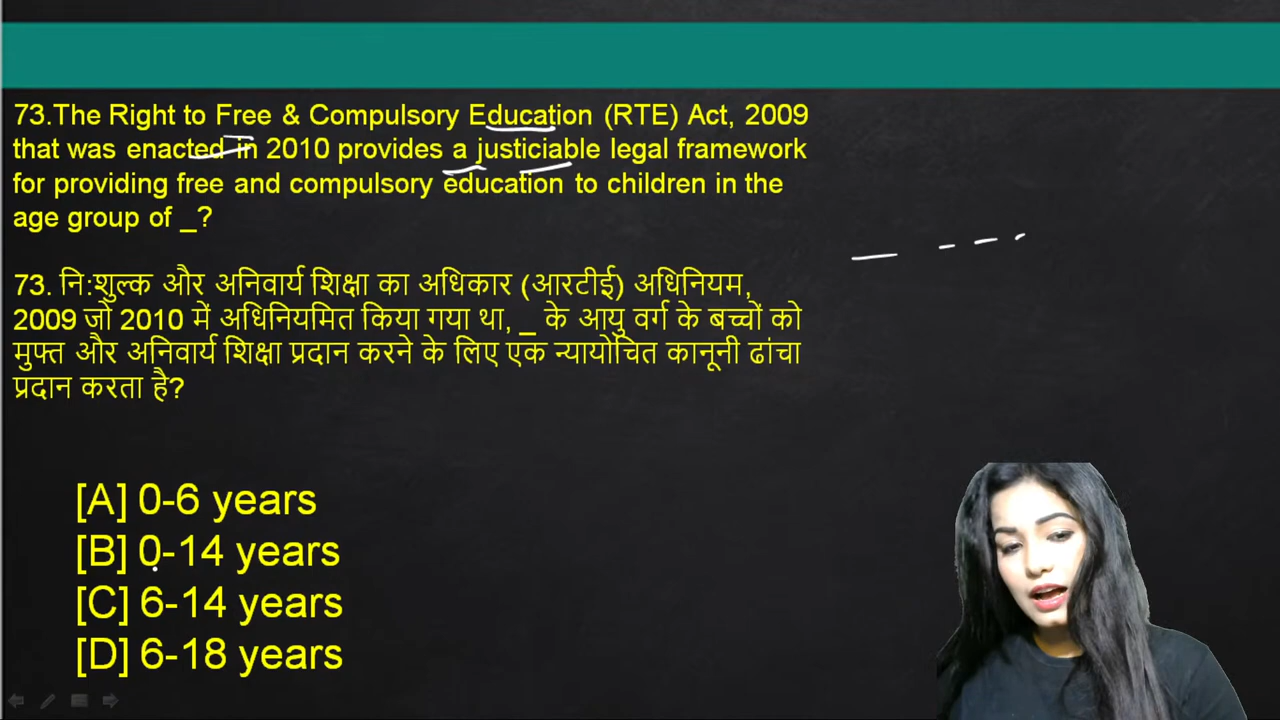 73.The Right to Free & Compulsory Education (RTE) Act, 2009
that was enacted in 2010 provides a justiciable legal framework
for providing free and compulsory education to children in the
age group of _?
73. नि:शुल्क और अनिवार्य शिक्षा का अधिकार (आरटीई) अधिनियम,
2009 जो 2010 में अधिनियमित किया गया था, _ के आयु वर्ग के बच्चों को
मुफ्त और अनिवार्य शिक्षा प्रदान करने के लिए एक न्यायोचित कानूनी ढांचा
प्रदान करता है?
[A] 0-6 years
[B] 0-14 years
[C] 6-14 years
[D] 6-18 years